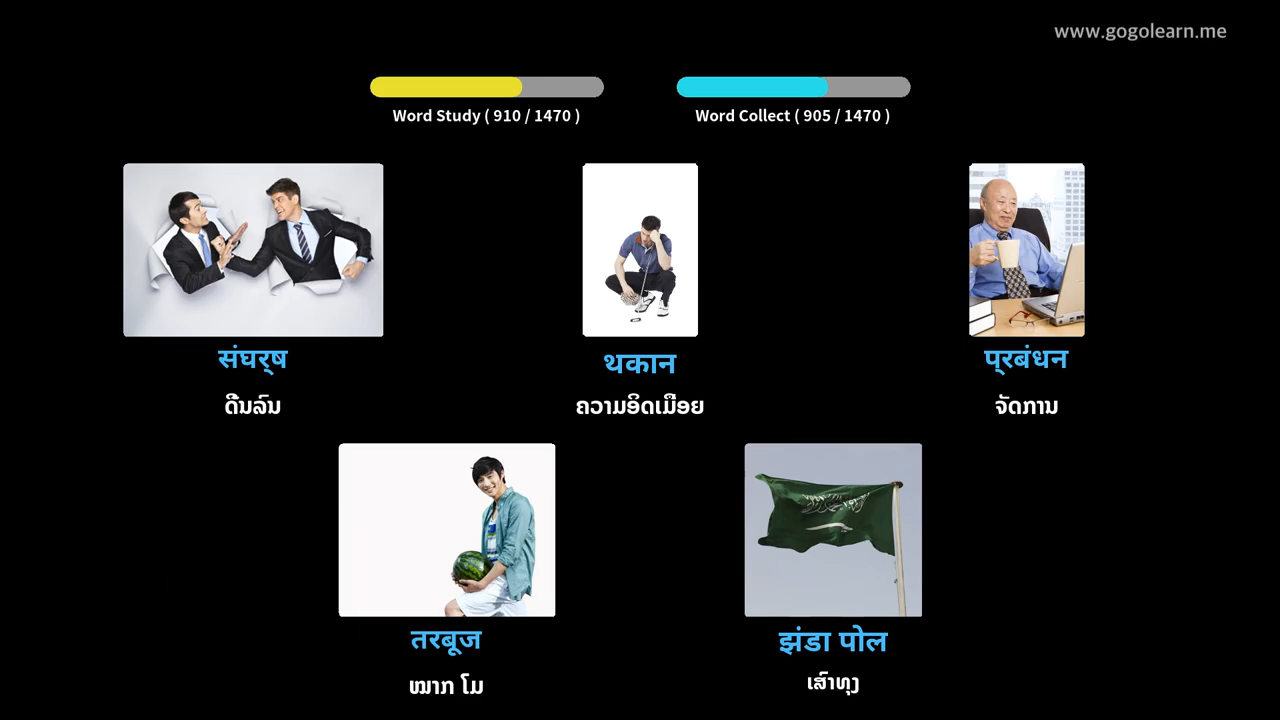 www.gogolearn.me
Word Study ( 910 / 1470 )
Word Collect ( 905 / 1470 )
संघर्ष
थकान
प्रबंधन
ດີ້ນລົນ
ຄວາມອິດເມື່ອຍ
ຈັດການ
तरबूज
झंडा पोल
ໝາກ ໂມ
ເສົາທຸງ